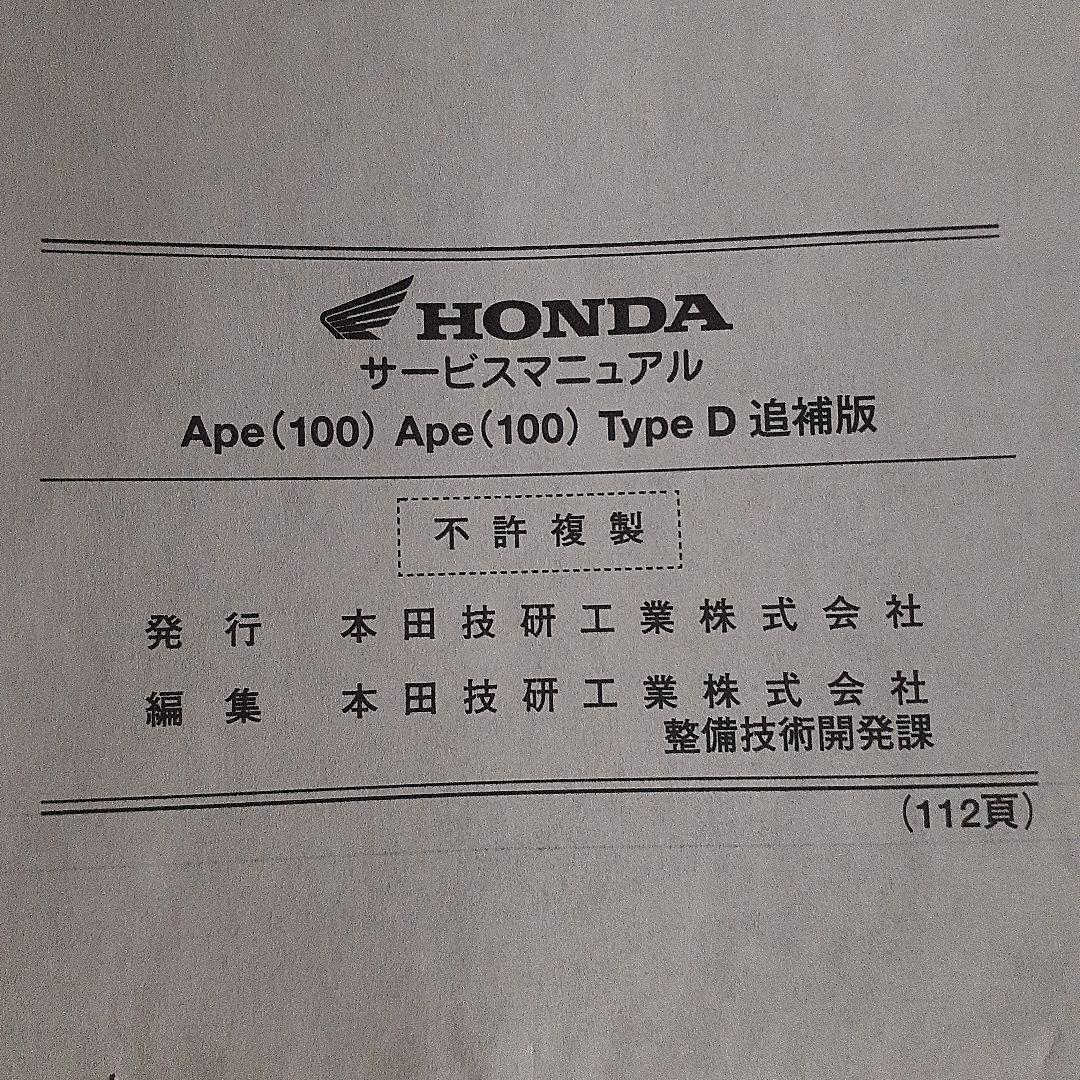 HONDA
サービスマニュアル
Ape(100) Ape(100) Type D 追補版
不許複製
発行 本田技研工業株式会社
編集 本田技研工業株式会社
整備技術開発課
(112頁)